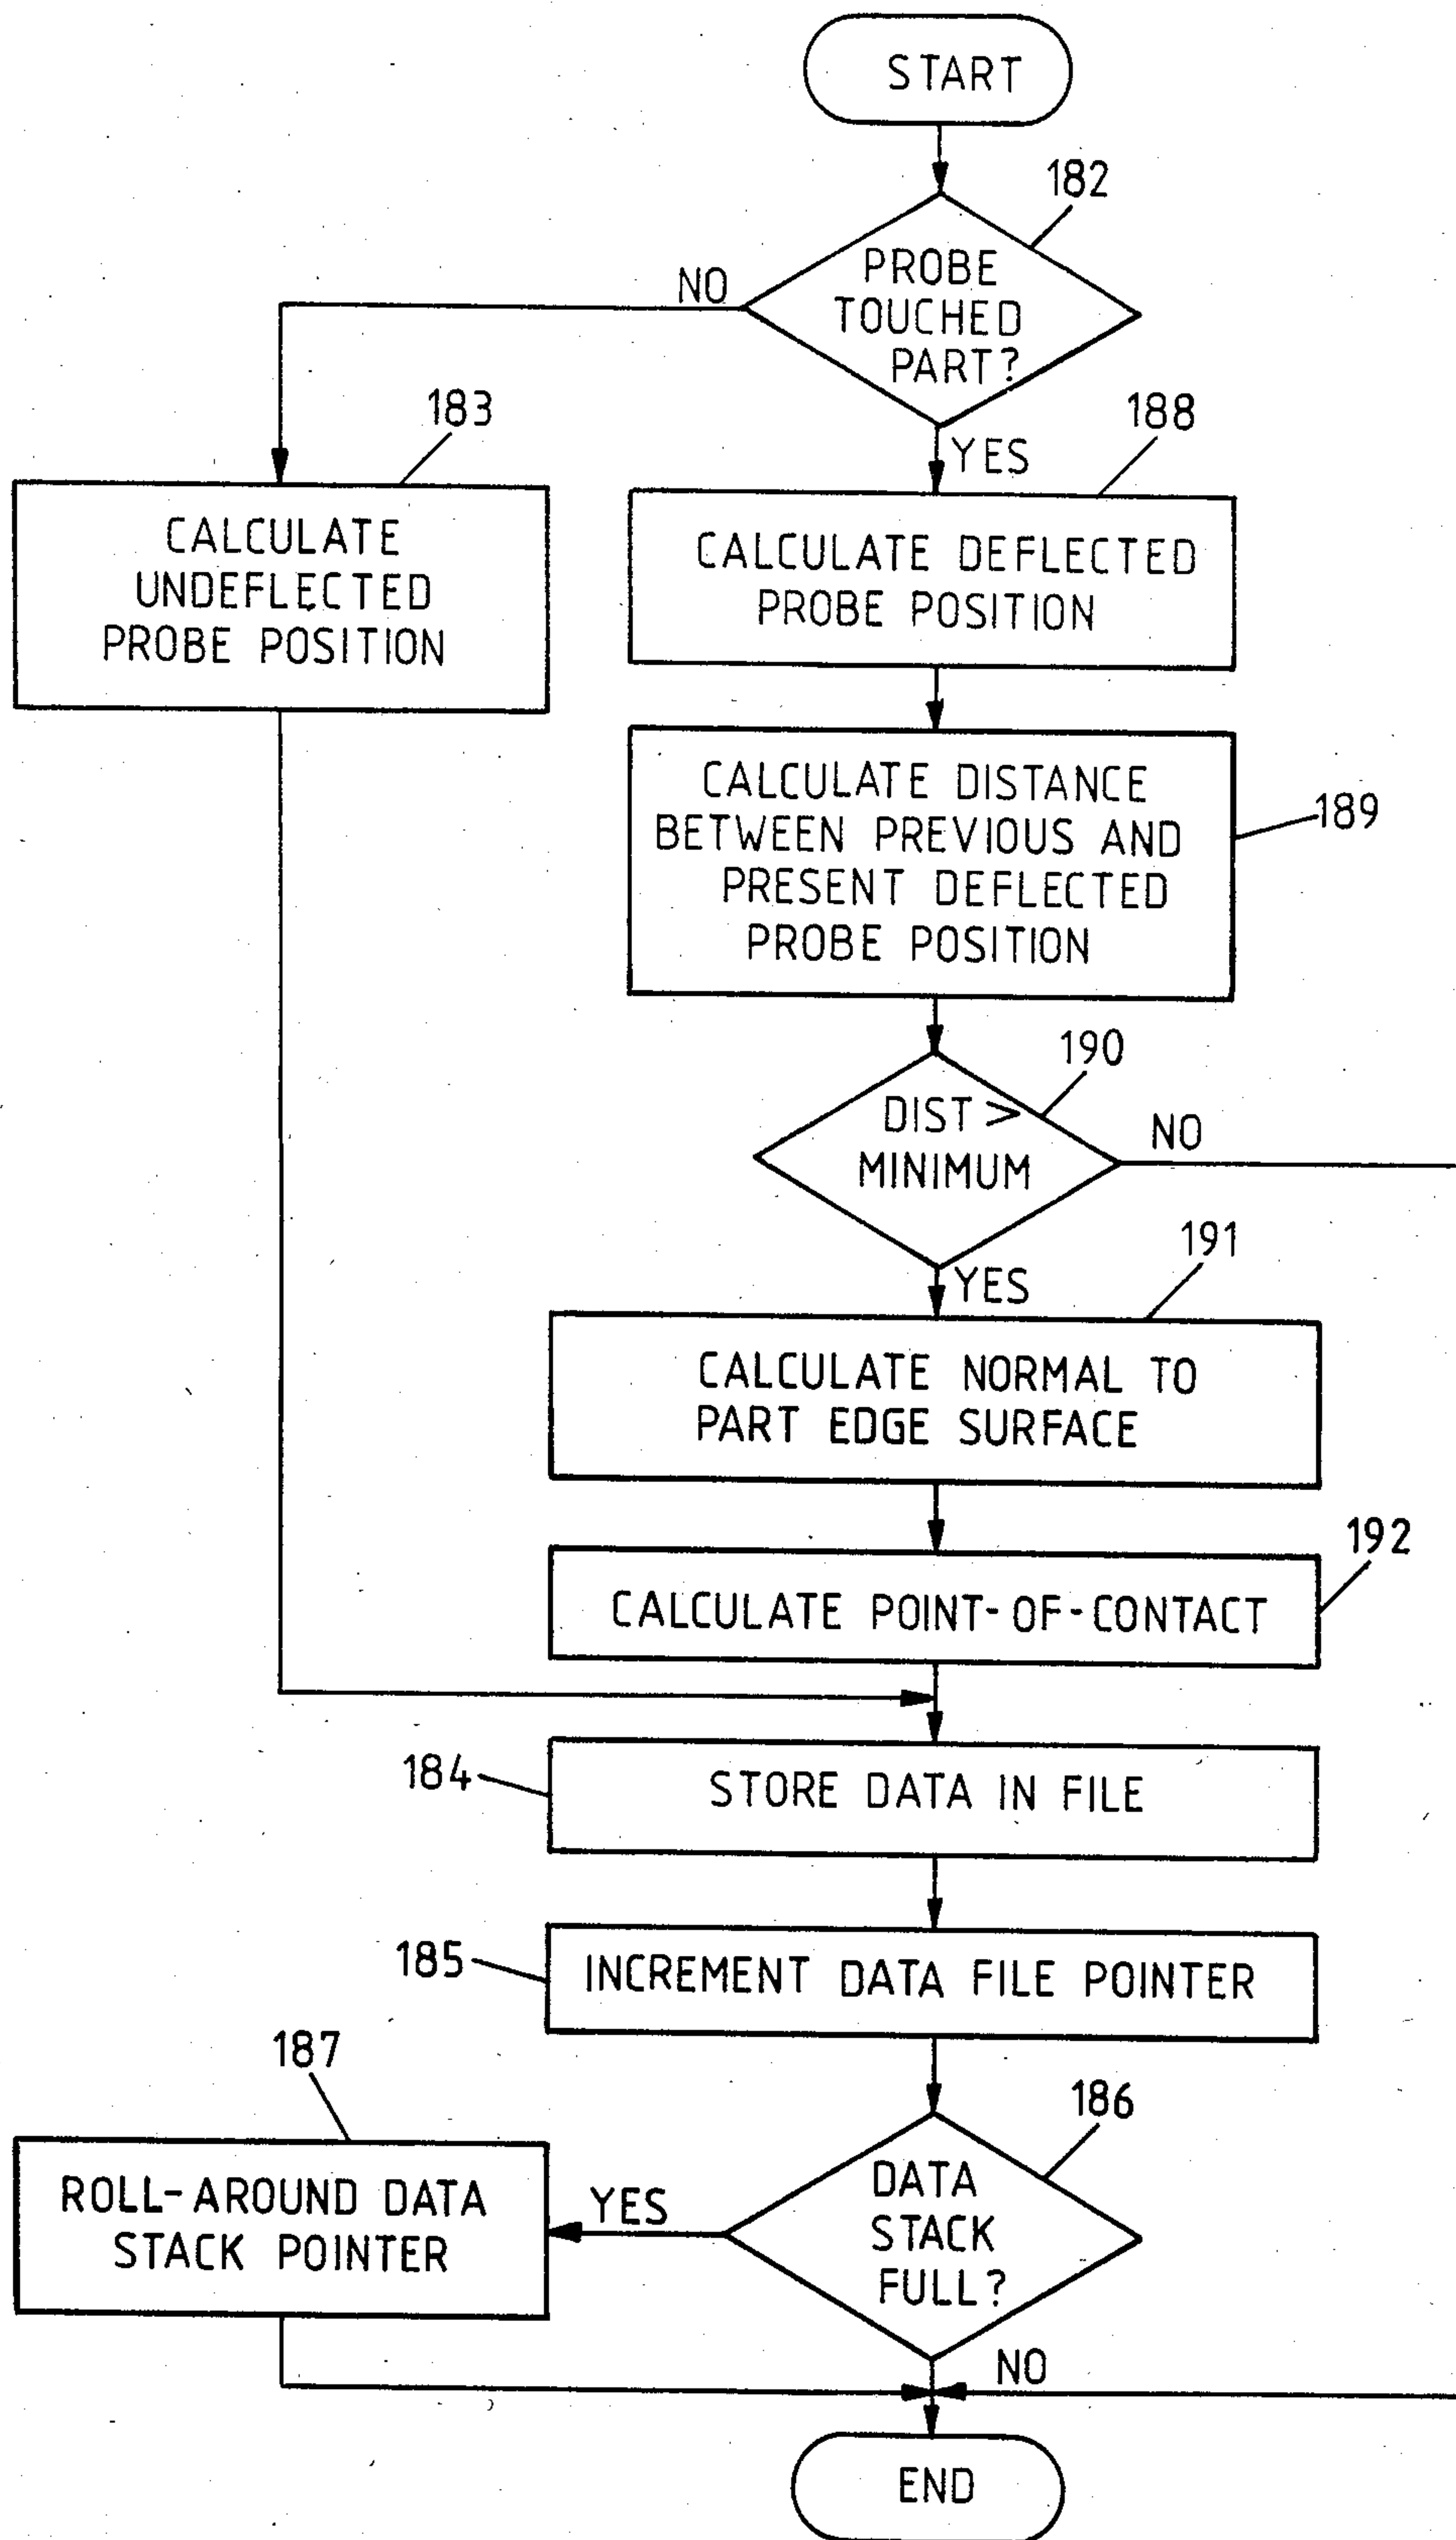 START
182
PROBE
TOUCHED
PART?
NO
YES
183
188
CALCULATE
UNDEFLECTED
PROBE POSITION
CALCULATE DEFLECTED
PROBE POSITION
CALCULATE DISTANCE
BETWEEN PREVIOUS AND
PRESENT DEFLECTED
PROBE POSITION
189
190
DIST >
MINIMUM
NO
YES
191
CALCULATE NORMAL TO
PART EDGE SURFACE
192
CALCULATE POINT-OF-CONTACT
184
STORE DATA IN FILE
185
INCREMENT DATA FILE POINTER
187
186
ROLL-AROUND DATA
STACK POINTER
YES
DATA
STACK
FULL?
NO
END